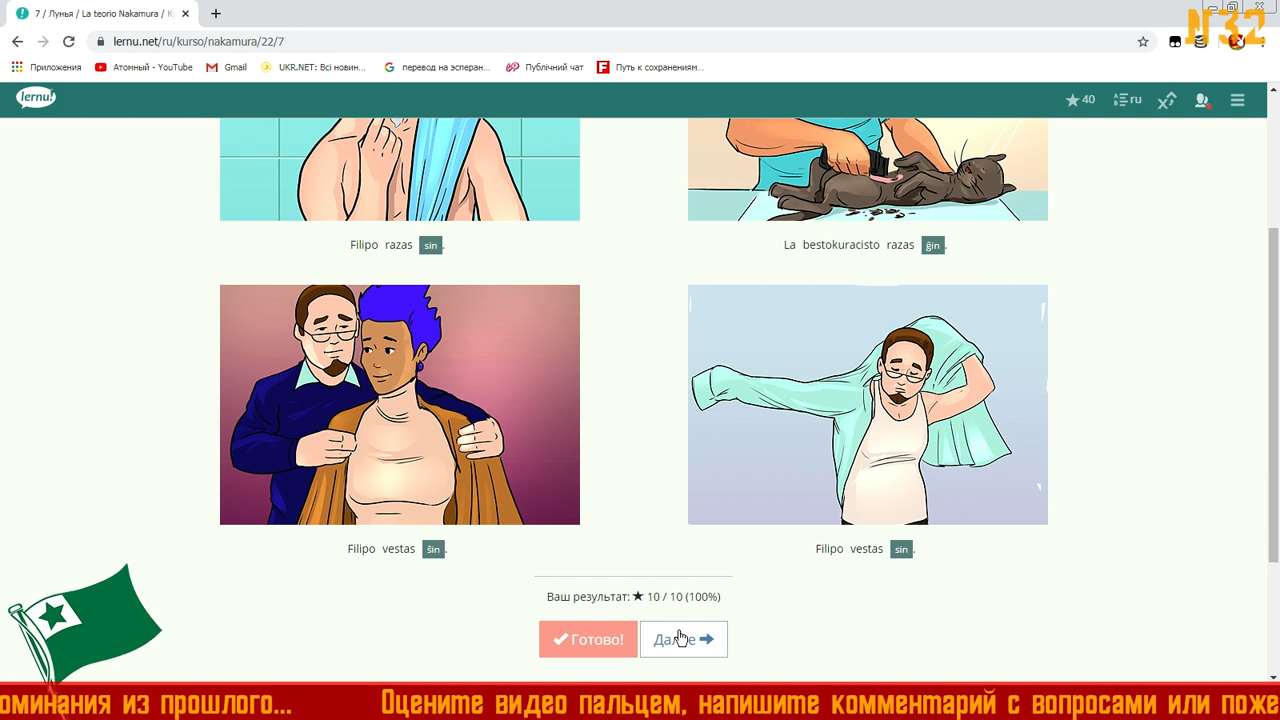 7 / Лунья / La teorio Nakamura /
N32
lernu.net/ru/kurso/nakamura/22/7
Приложения Атомный - YouTube Gmail UKR.NET: Всі новин... перевод на эсперан... Публічний чат Путь к сохранениям...
lernu!
40 ru
Filipo razas sin.
La bestokuracisto razas ĝin.
Filipo vestas ŝin.
Filipo vestas sin.
Ваш результат: ★ 10 / 10 (100%)
Готово!
оминания из прошлого... Оцените видео пальцем, напишите комментарий с вопросами или поже